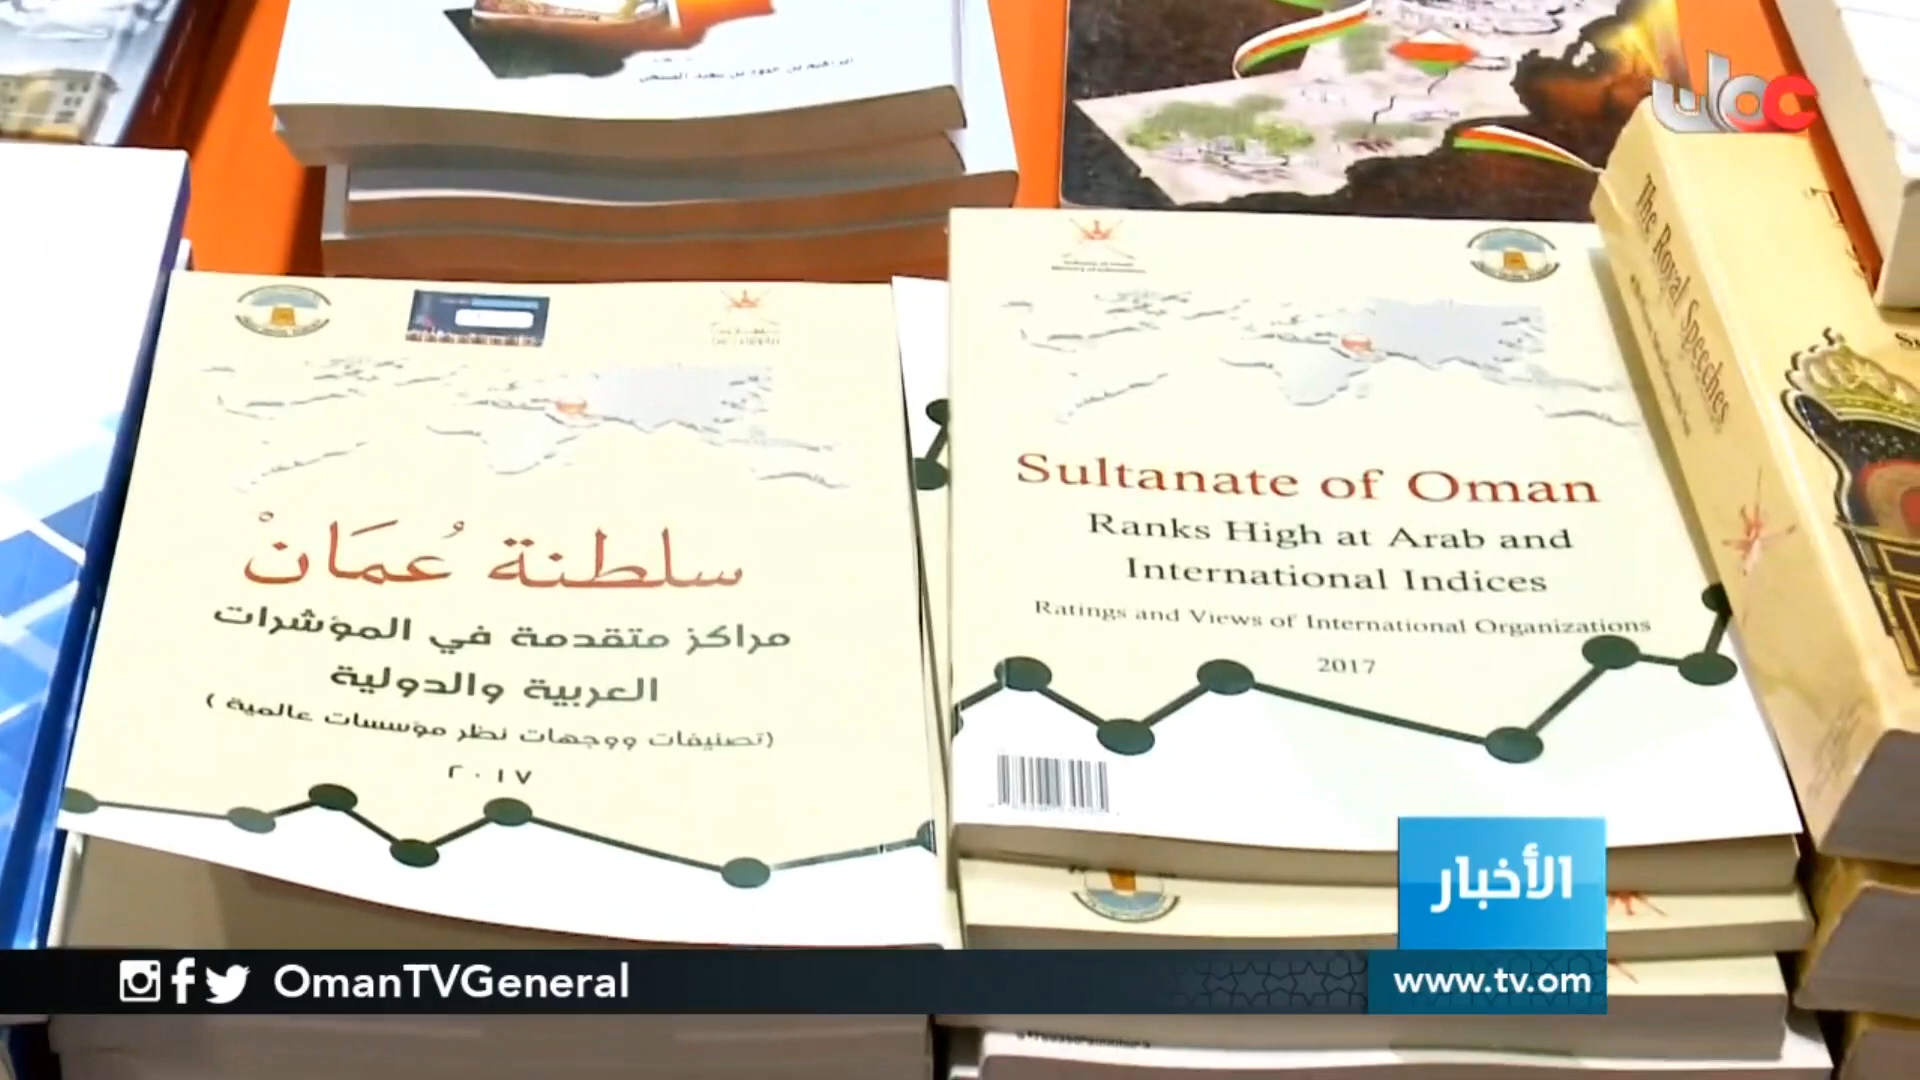 عمان
سلطنة عُمَانْ
مراكز متقدمة في المؤشرات
العربية والدولية
(تصنيفات ووجهات نظر مؤسسات عالمية )
٢٠١٧
Sultanate of Oman
Ranks High at Arab and
International Indices
Ratings and Views of International Organizations
2017
The Royal Speeches
الأخبار
OmanTVGeneral
www.tv.om